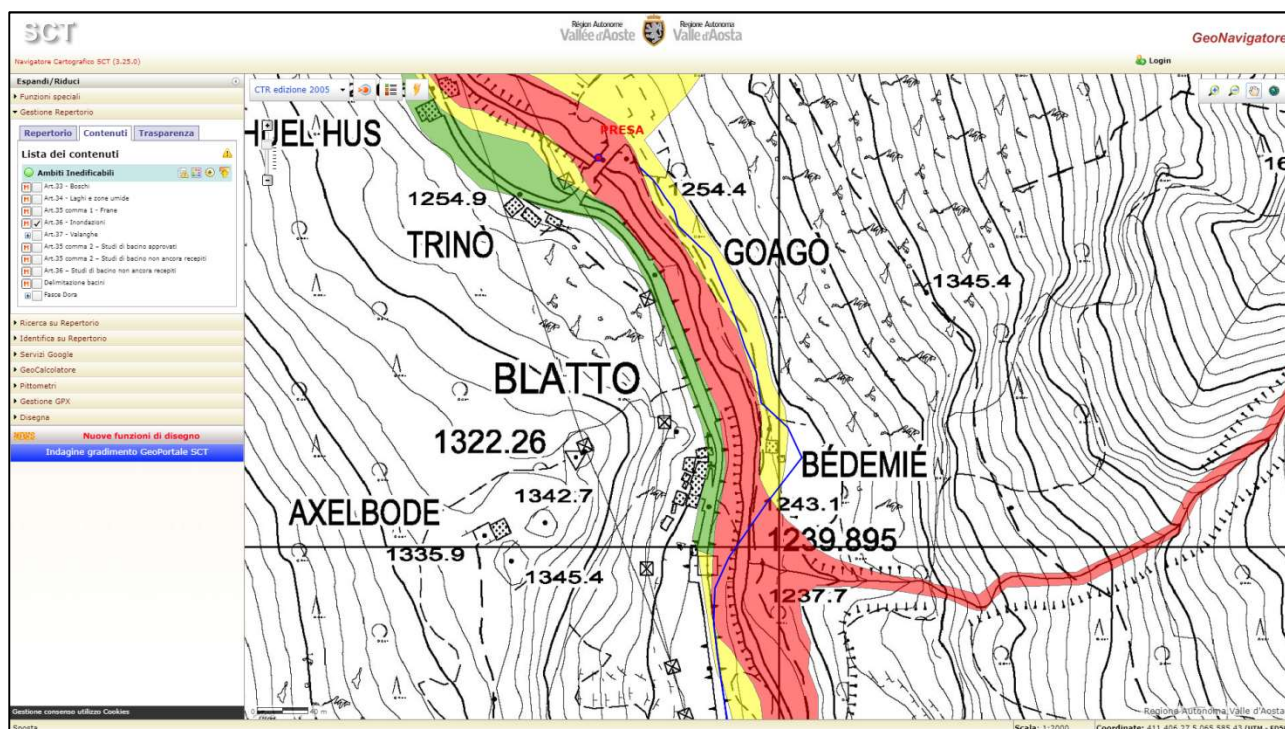 SCT
Région Autonome
Vallée d'Aoste
Regione Autonoma
Valle d'Aosta
GeoNavigatore
Navigatore Cartografico SCT (3.25.0)
Login
Espandi/Riduci
Funzioni speciali
Gestione Repertorio
Repertorio Contenuti Trasparenza
Lista dei contenuti
Ambiti Inedificabili
Art.33 - Boschi
Art.34 - Laghi e zone umide
Art.35 comma 1 - Frane
Art.36 - Inondazioni
Art.37 - Valanghe
Art.35 comma 2 – Studi di bacino approvati
Art.35 comma 2 – Studi di bacino non ancora recepiti
Art.36 – Studi di bacino non ancora recepiti
Delimitazione bacini
Fasce Dora
Ricerca su Repertorio
Identifica su Repertorio
Servizi Google
GeoCalcolatore
Pittometri
Gestione GPX
Disegna
NEWS Nuove funzioni di disegno
Indagine gradimento GeoPortale SCT
Gestione consenso utilizzo Cookies
Sposta
CTR edizione 2005
PRESA
1254.9
1254.4
TRINÒ
GOAGÒ
1345.4
BLATTO
1322.26
BÉDEMIÉ
1342.7
1243.1
AXELBODE
1239.895
1335.9
1345.4
1237.7
Regione Autonoma Valle d'Aosta
Scala: 1:2000